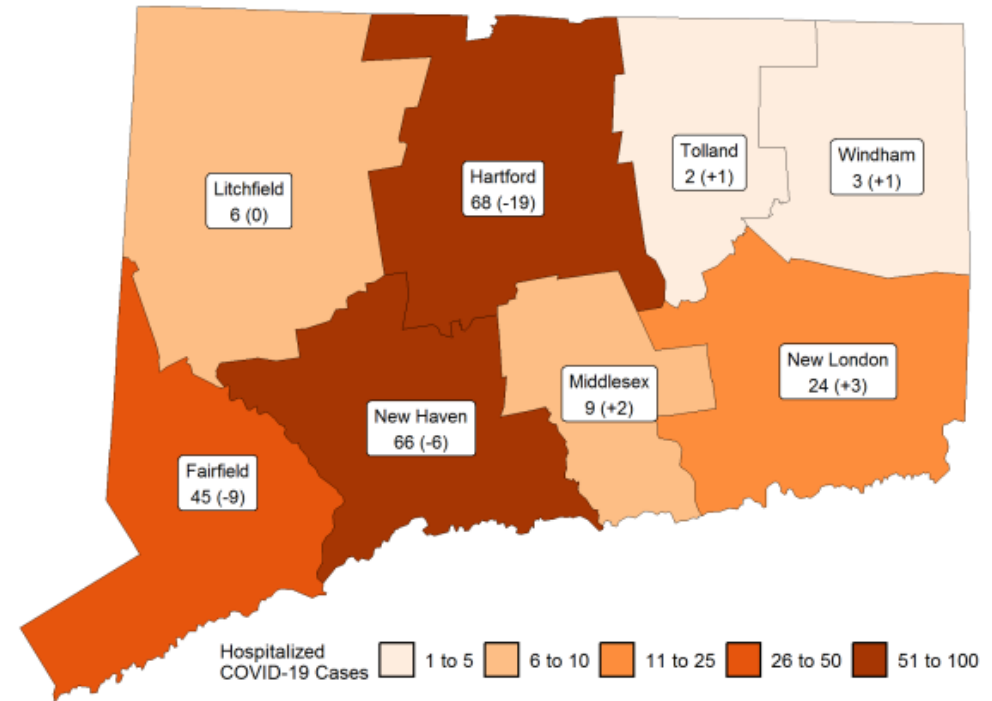 Tolland
2 (+1)
Windham
3 (+1)
Litchfield
6 (0)
Hartford
68 (-19)
New London
24 (+3)
Middlesex
9 (+2)
New Haven
66 (-6)
Fairfield
45 (-9)
Hospitalized
COVID-19 Cases
1 to 5
6 to 10
11 to 25
26 to 50
51 to 100